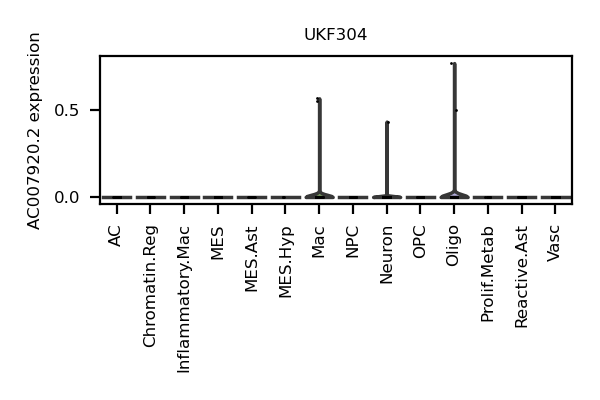 UKF304
AC007920.2 expression
0.5
0.0
AC
Chromatin.Reg
Inflammatory.Mac
MES
MES.Ast
MES.Hyp
Mac
NPC
Neuron
OPC
Oligo
Prolif.Metab
Reactive.Ast
Vasc